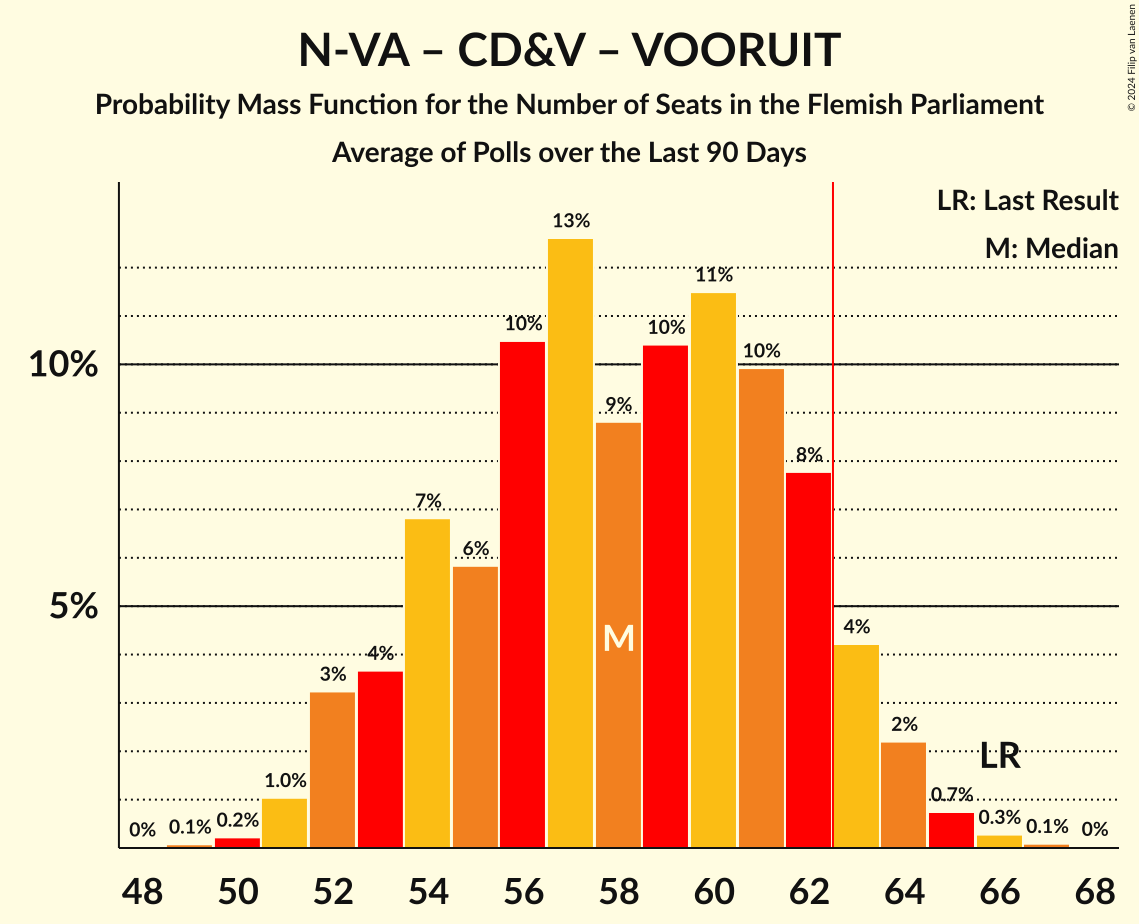 © 2024 Filip van Laenen
N-VA – CD&V – VOORUIT
Probability Mass Function for the Number of Seats in the Flemish Parliament
Average of Polls over the Last 90 Days
LR: Last Result
M: Median
13%
11%
10%
10%
10%
10%
9%
8%
7%
6%
5%
M
4%
4%
3%
2%
LR
1.0%
0.7%
0% 0.1% 0.2%
0.3% 0.1% 0%
48 50 52 54 56 58 60 62 64 66 68